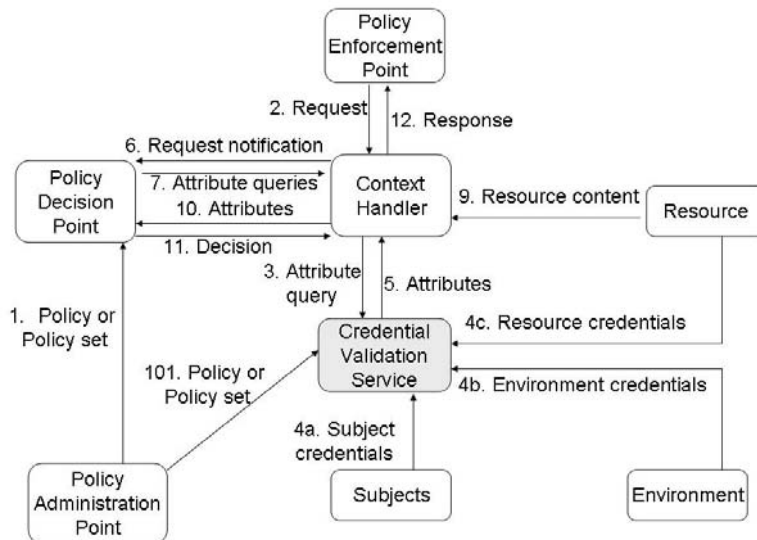 Policy
Enforcement
Point
2. Request
12. Response
6. Request notification
Policy
Decision
Point
7. Attribute queries
10. Attributes
11. Decision
Context
Handler
9. Resource content
Resource
3. Attribute
query
5. Attributes
1. Policy or
Policy set
4c. Resource credentials
Credential
Validation
Service
101. Policy or
Policy set
4b. Environment credentials
4a. Subject
credentials
Policy
Administration
Point
Subjects
Environment